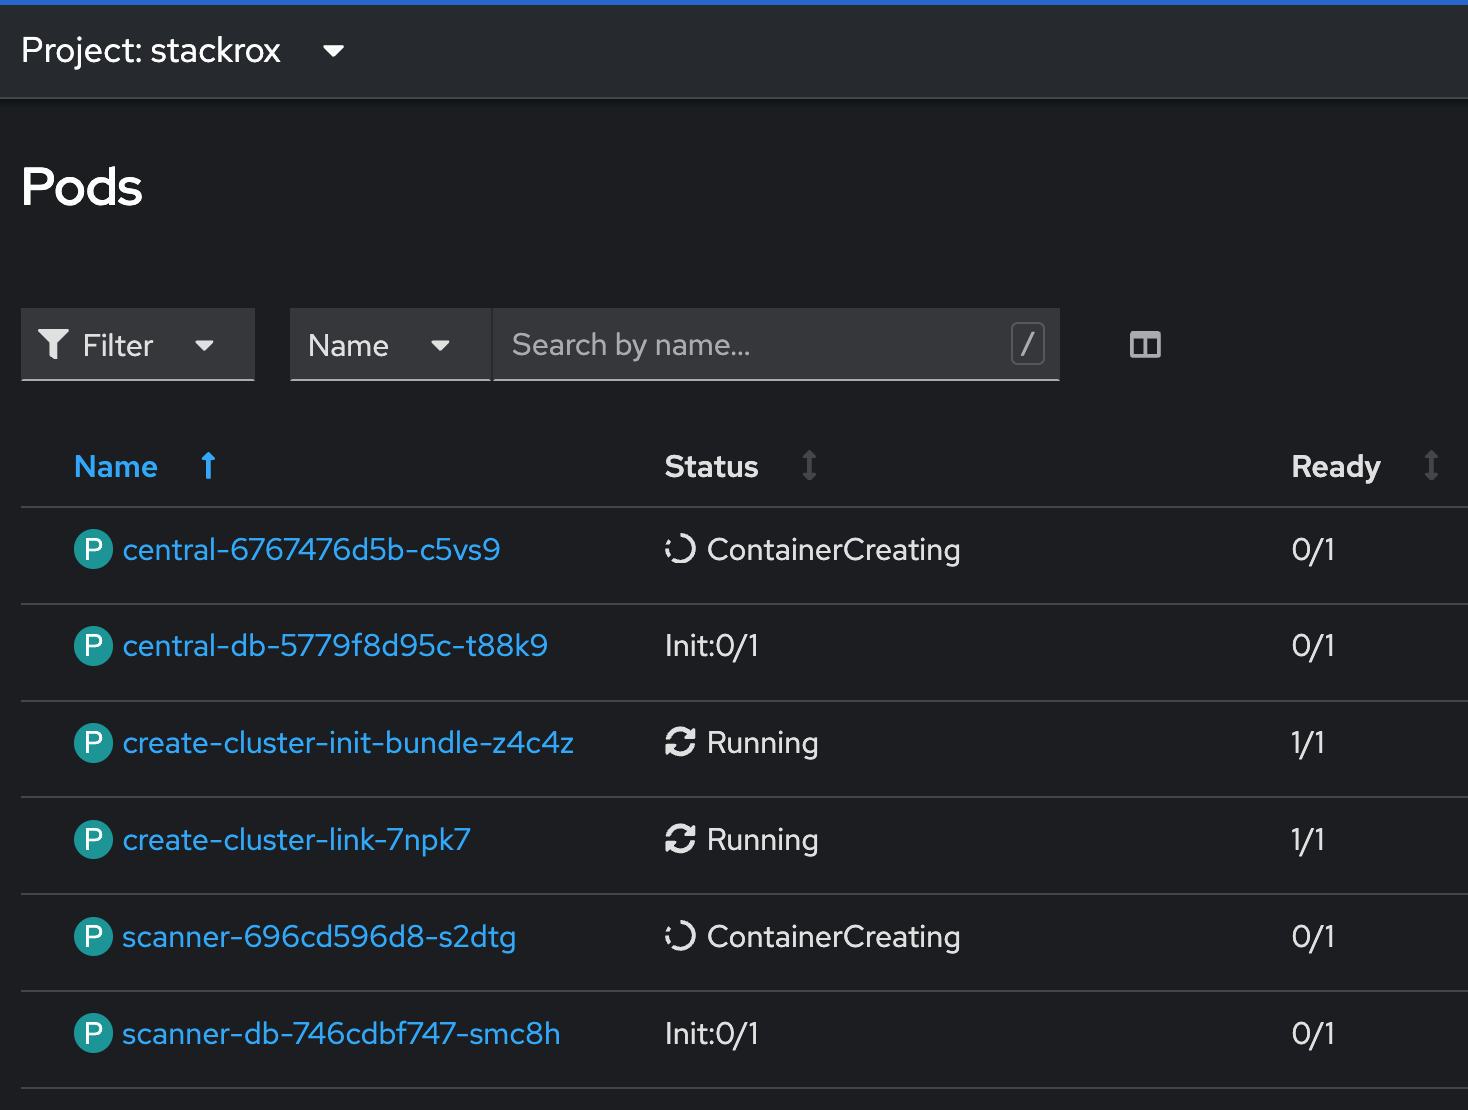 Project: stackrox
Pods
Filter Name Search by name... /
Name Status Ready
P central-6767476d5b-c5vs9 ContainerCreating 0/1
P central-db-5779f8d95c-t88k9 Init:0/1 0/1
P create-cluster-init-bundle-z4c4z Running 1/1
P create-cluster-link-7npk7 Running 1/1
P scanner-696cd596d8-s2dtg ContainerCreating 0/1
P scanner-db-746cdbf747-smc8h Init:0/1 0/1